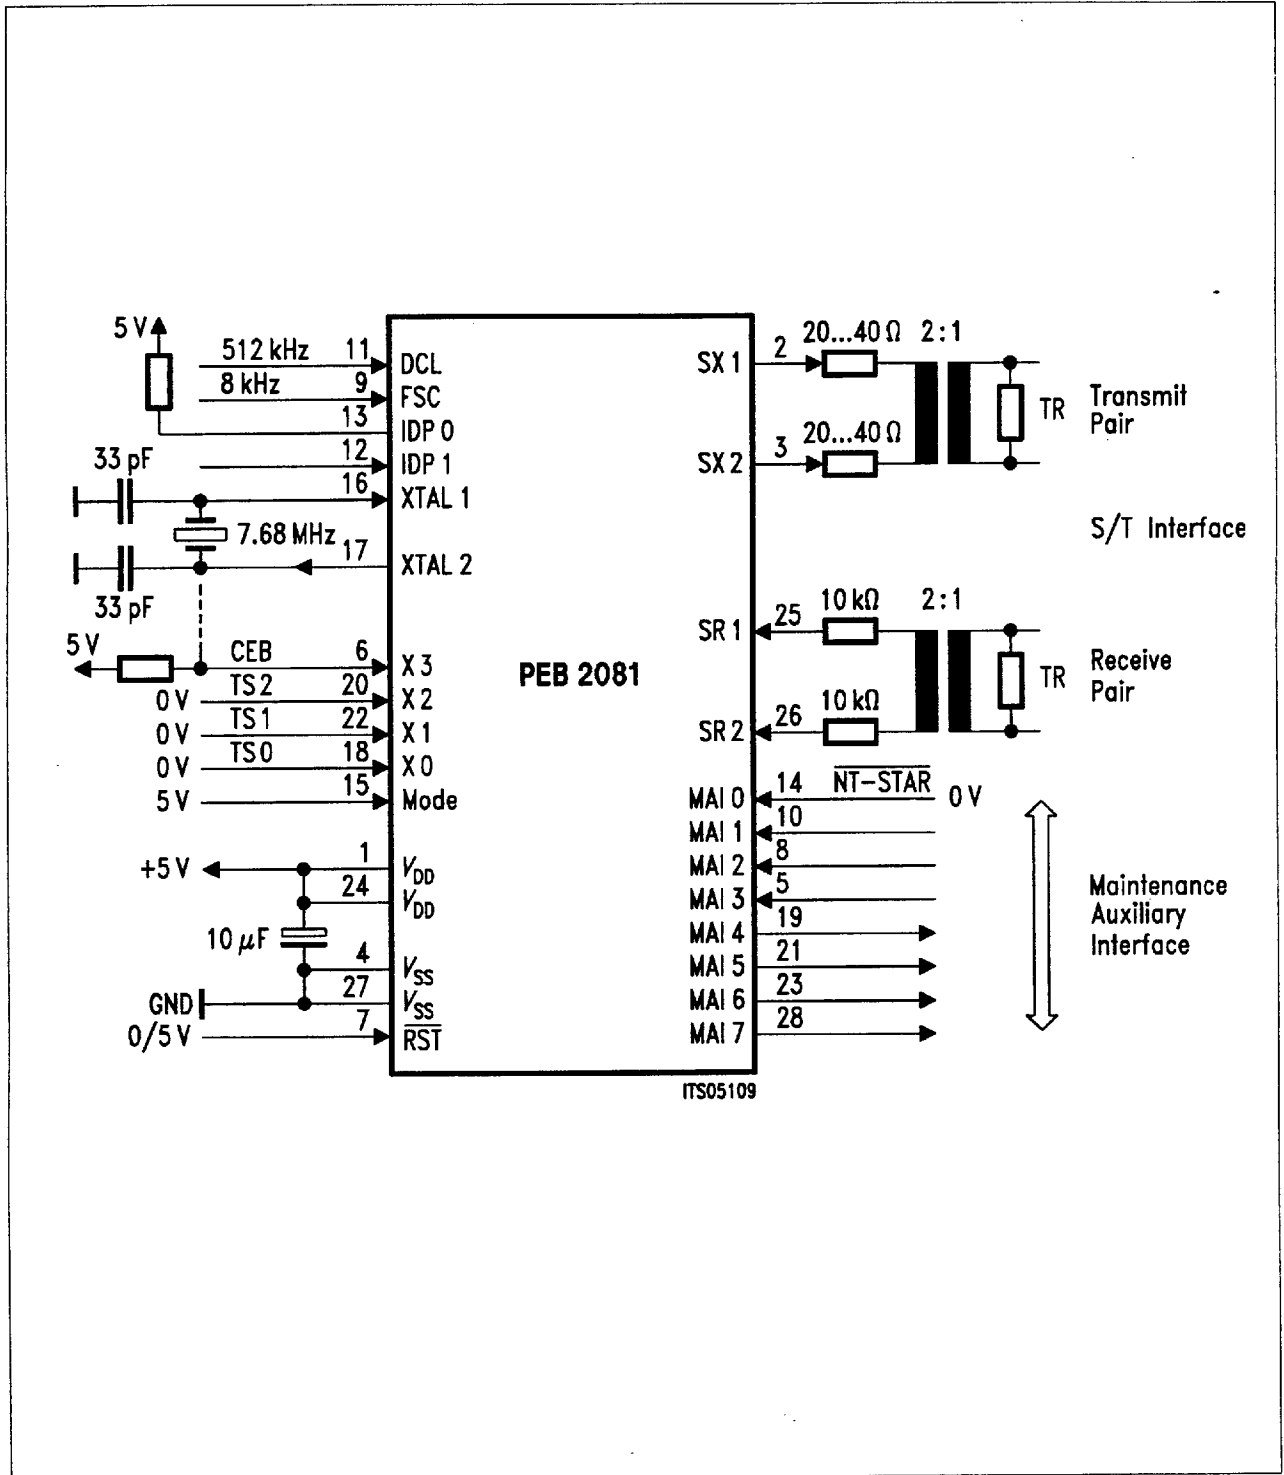 5 V
512 kHz 11 DCL
8 kHz 9 FSC
13 IDP 0
12 IDP 1
33 pF
16 XTAL 1
7.68 MHz
17 XTAL 2
33 pF
5 V
CEB 6 X 3
0 V TS2 20 X 2
0 V TS1 22 X 1
0 V TS0 18 X 0
5 V 15 Mode
+5 V 1 VDD
24 VDD
10 µF
4 VSS
GND 27 VSS
0/5 V 7 RST
PEB 2081
SX 1 2 20...40 Ω 2 : 1
SX 2 3 20...40 Ω
TR
Transmit
Pair
S/T Interface
SR 1 25 10 kΩ 2 : 1
SR 2 26 10 kΩ
TR
Receive
Pair
MAI 0 14 NT-STAR 0 V
MAI 1 10
MAI 2 8
MAI 3 5
MAI 4 19
MAI 5 21
MAI 6 23
MAI 7 28
Maintenance
Auxiliary
Interface
ITS05109